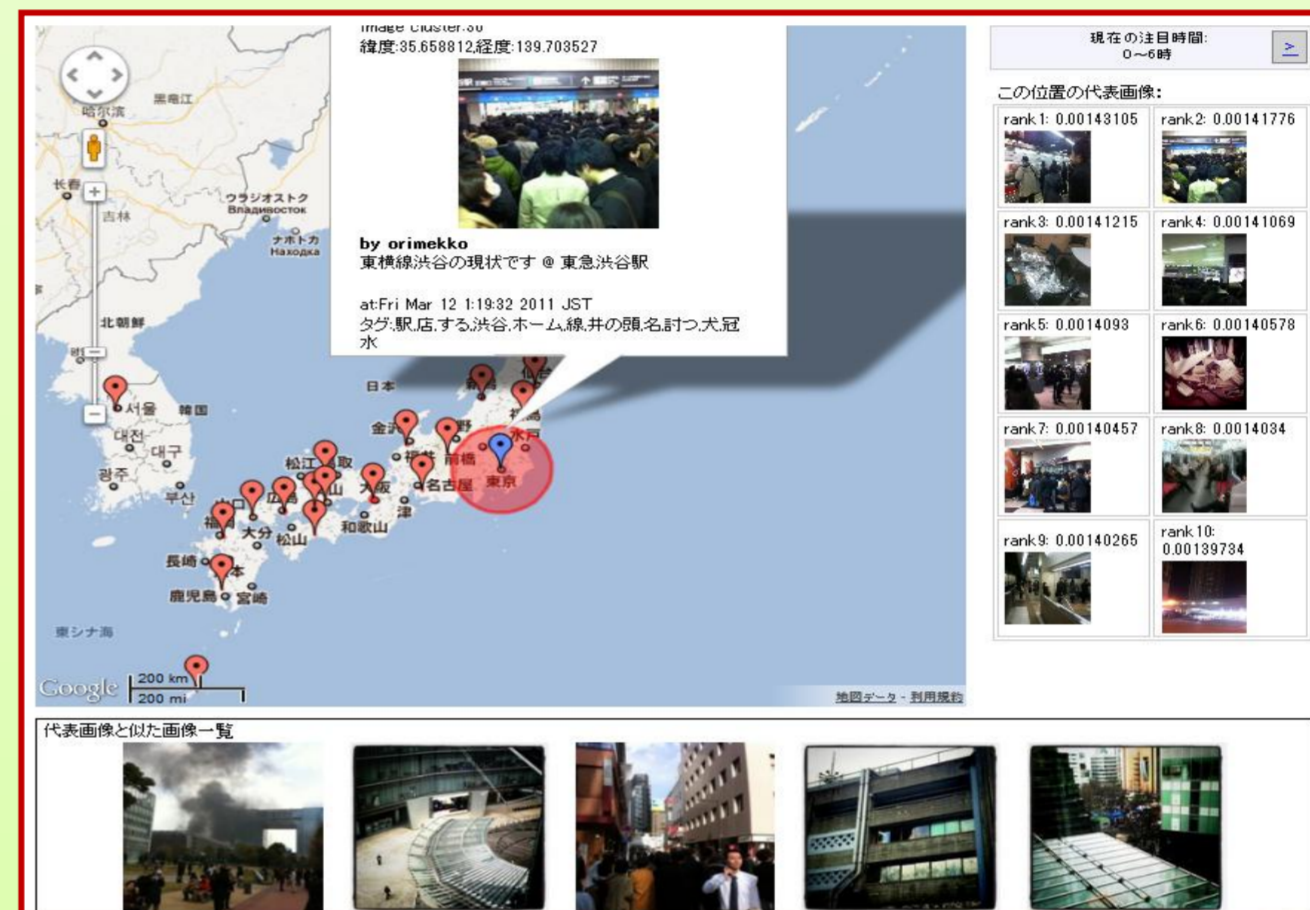 緯度:35.658812,経度:139.703527
by orimekko
東横線渋谷の現状です @ 東急渋谷駅
at:Fri Mar 12 1:19:32 2011 JST
タグ:駅,店,する,渋谷,ホーム,線,井の頭,名,討つ,犬,冠
水
现在の注目時間:
0～6時
>
この位置の代表画像:
rank1: 0.00143105
rank2: 0.00141776
rank3: 0.00141215
rank4: 0.00141069
rank5: 0.0014093
rank6: 0.00140578
rank7: 0.00140457
rank8: 0.0014034
rank9: 0.00140265
rank10:
0.00139734
哈尔滨
黑竜江
长春
吉林
ウラジオストク
Владивосток
ナホトカ
Находка
北朝鮮
日本
서울
韓国
대전
대구
광주
부산
仙台
福島
水戸
金沢
福井
前橋
東京
名古屋
津
大阪
和歌山
松江
広島
松山
大分
長崎
鹿児島
宮崎
東シナ海
Google
200 km
200 mi
地図データ - 利用規約
代表画像と似た画像一覧